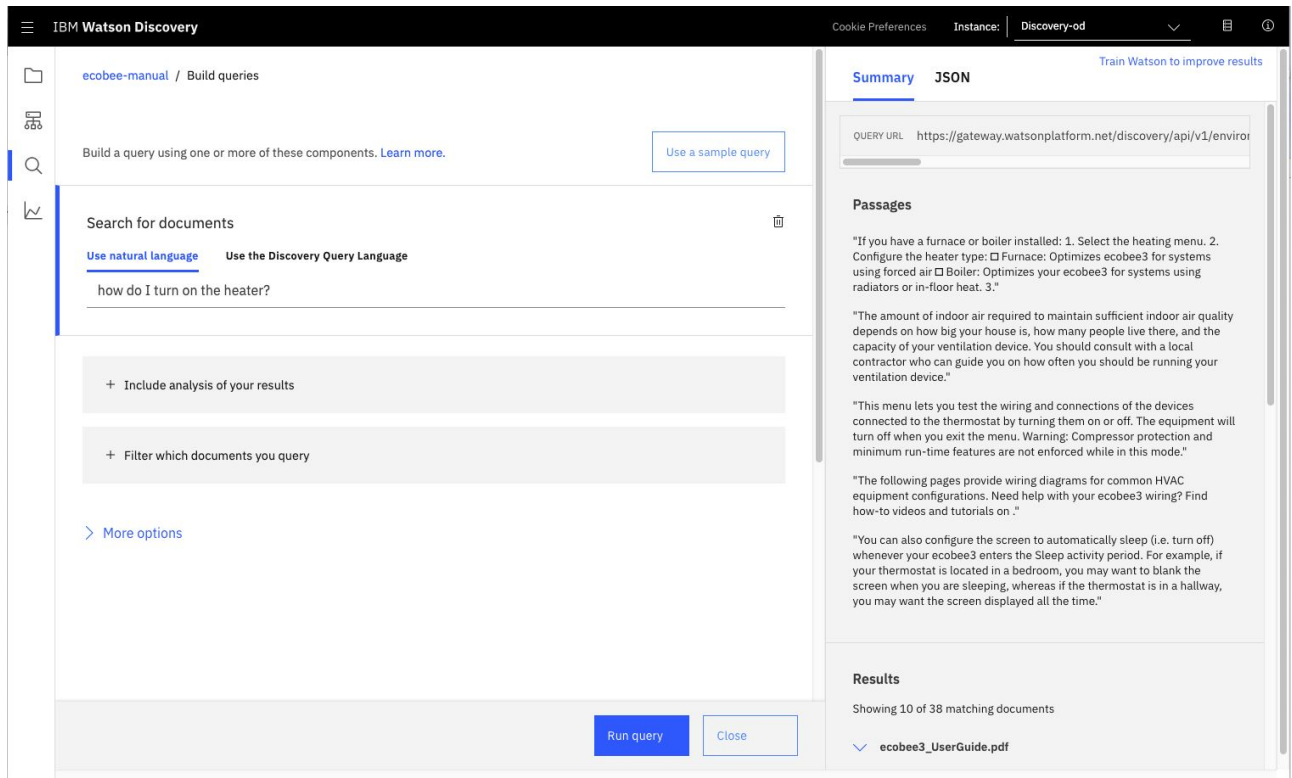 IBM Watson Discovery
Cookie Preferences
Instance:
Discovery-od
ecobee-manual / Build queries
Build a query using one or more of these components. Learn more.
Use a sample query
Search for documents
Use natural language
Use the Discovery Query Language
how do I turn on the heater?
+ Include analysis of your results
+ Filter which documents you query
More options
Run query
Close
Train Watson to improve results
Summary
JSON
QUERY URL https://gateway.watsonplatform.net/discovery/api/v1/environ
Passages
"If you have a furnace or boiler installed: 1. Select the heating menu. 2.
Configure the heater type: ☐ Furnace: Optimizes ecobee3 for systems
using forced air ☐ Boiler: Optimizes your ecobee3 for systems using
radiators or in-floor heat. 3."
"The amount of indoor air required to maintain sufficient indoor air quality
depends on how big your house is, how many people live there, and the
capacity of your ventilation device. You should consult with a local
contractor who can guide you on how often you should be running your
ventilation device."
"This menu lets you test the wiring and connections of the devices
connected to the thermostat by turning them on or off. The equipment will
turn off when you exit the menu. Warning: Compressor protection and
minimum run-time features are not enforced while in this mode."
"The following pages provide wiring diagrams for common HVAC
equipment configurations. Need help with your ecobee3 wiring? Find
how-to videos and tutorials on ."
"You can also configure the screen to automatically sleep (i.e. turn off)
whenever your ecobee3 enters the Sleep activity period. For example, if
your thermostat is located in a bedroom, you may want to blank the
screen when you are sleeping, whereas if the thermostat is in a hallway,
you may want the screen displayed all the time."
Results
Showing 10 of 38 matching documents
ecobee3_UserGuide.pdf